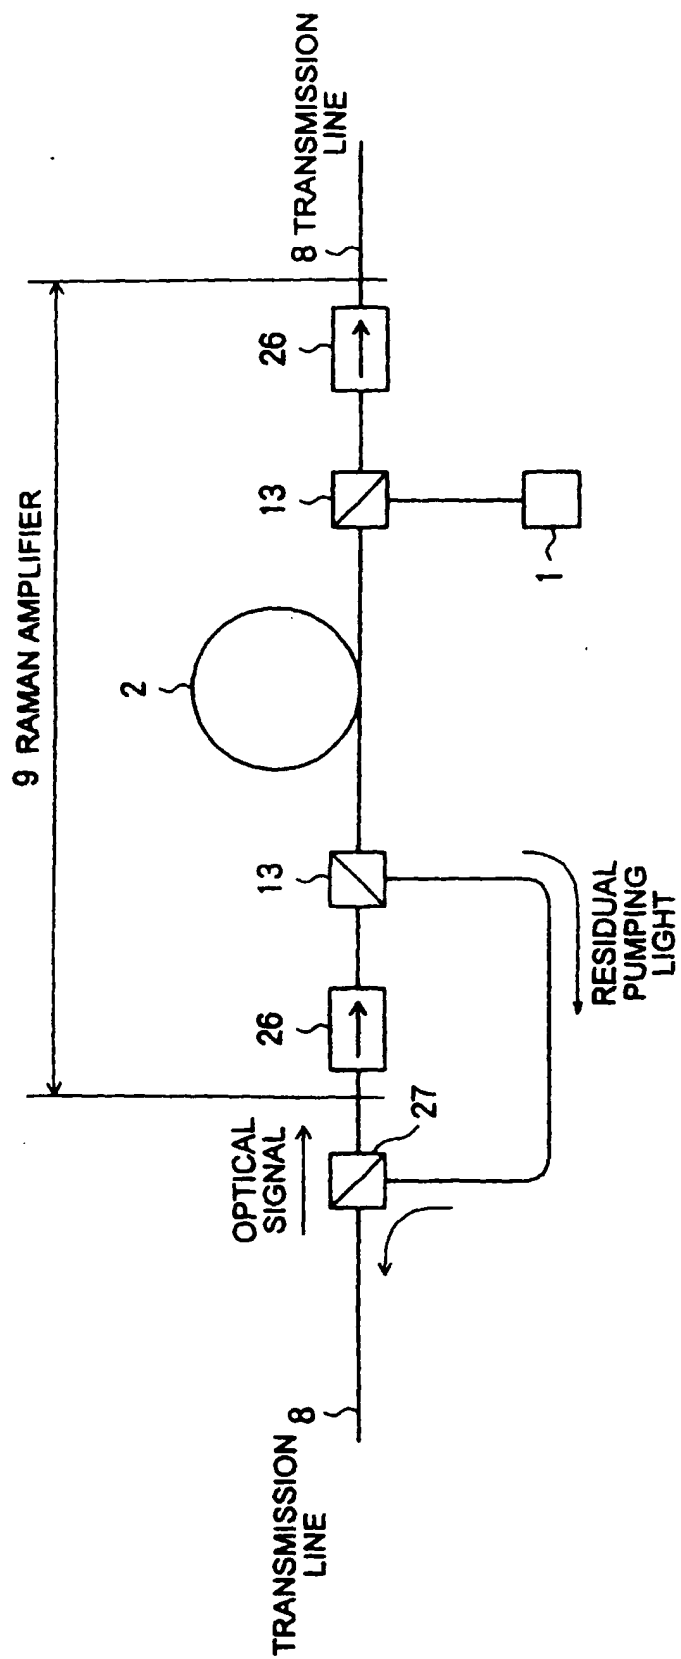 9 RAMAN AMPLIFIER
TRANSMISSION
LINE
8
OPTICAL
SIGNAL
27
26
13
2
13
26
8 TRANSMISSION
LINE
1
RESIDUAL
PUMPING
LIGHT